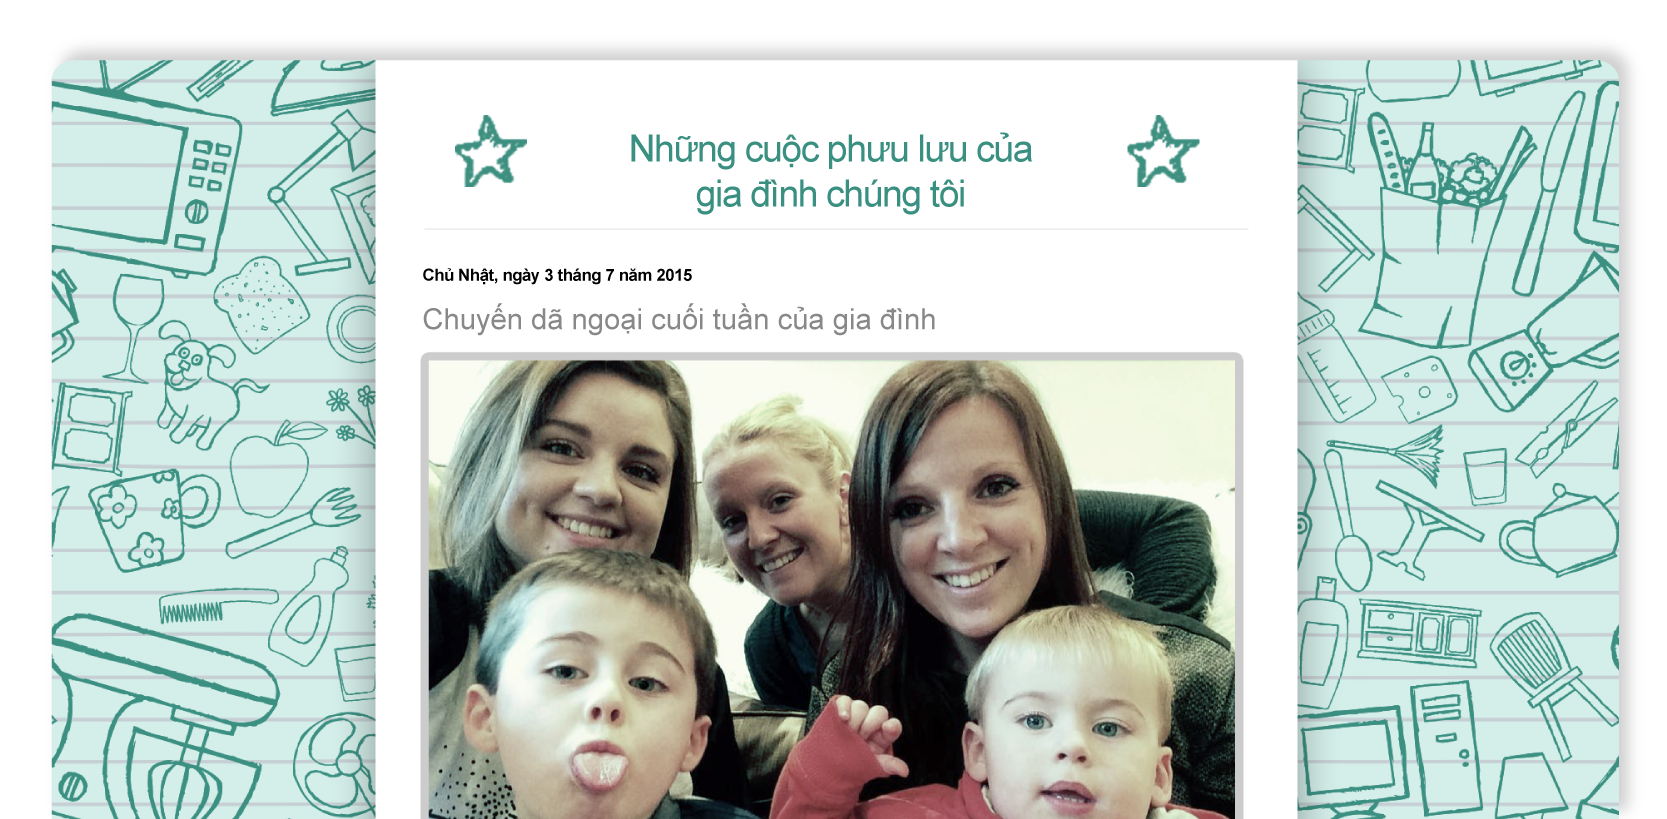 Những cuộc phưu lưu của
gia đình chúng tôi
Chủ Nhật, ngày 3 tháng 7 năm 2015
Chuyến dã ngoại cuối tuần của gia đình